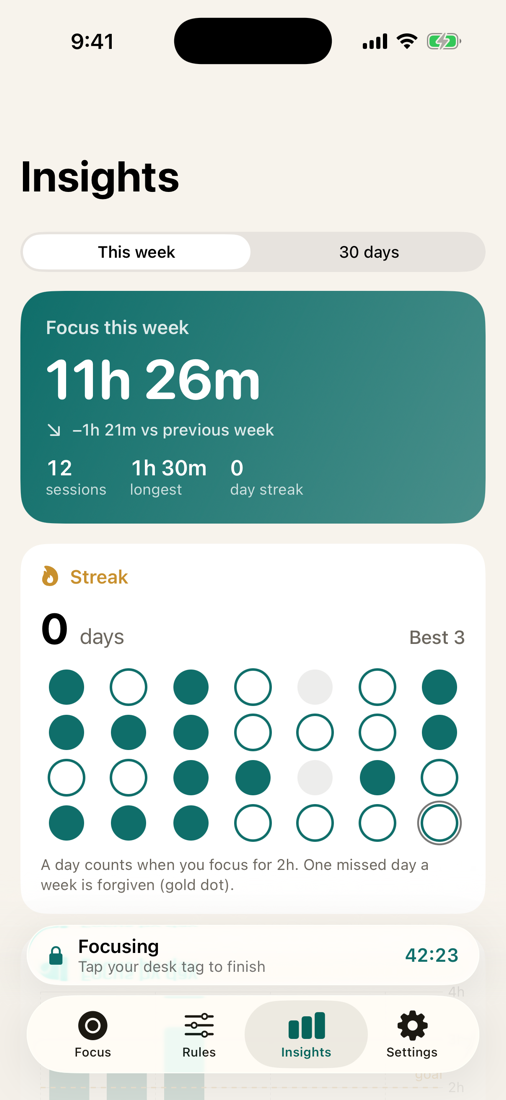 9:41
Insights
This week
30 days
Focus this week
11h 26m
−1h 21m vs previous week
12
1h 30m
0
sessions
longest
day streak
Streak
0 days
Best 3
A day counts when you focus for 2h. One missed day a
week is forgiven (gold dot).
Focusing
Tap your desk tag to finish
42:23
4h
Focus
Rules
Insights
Settings
goal
2h